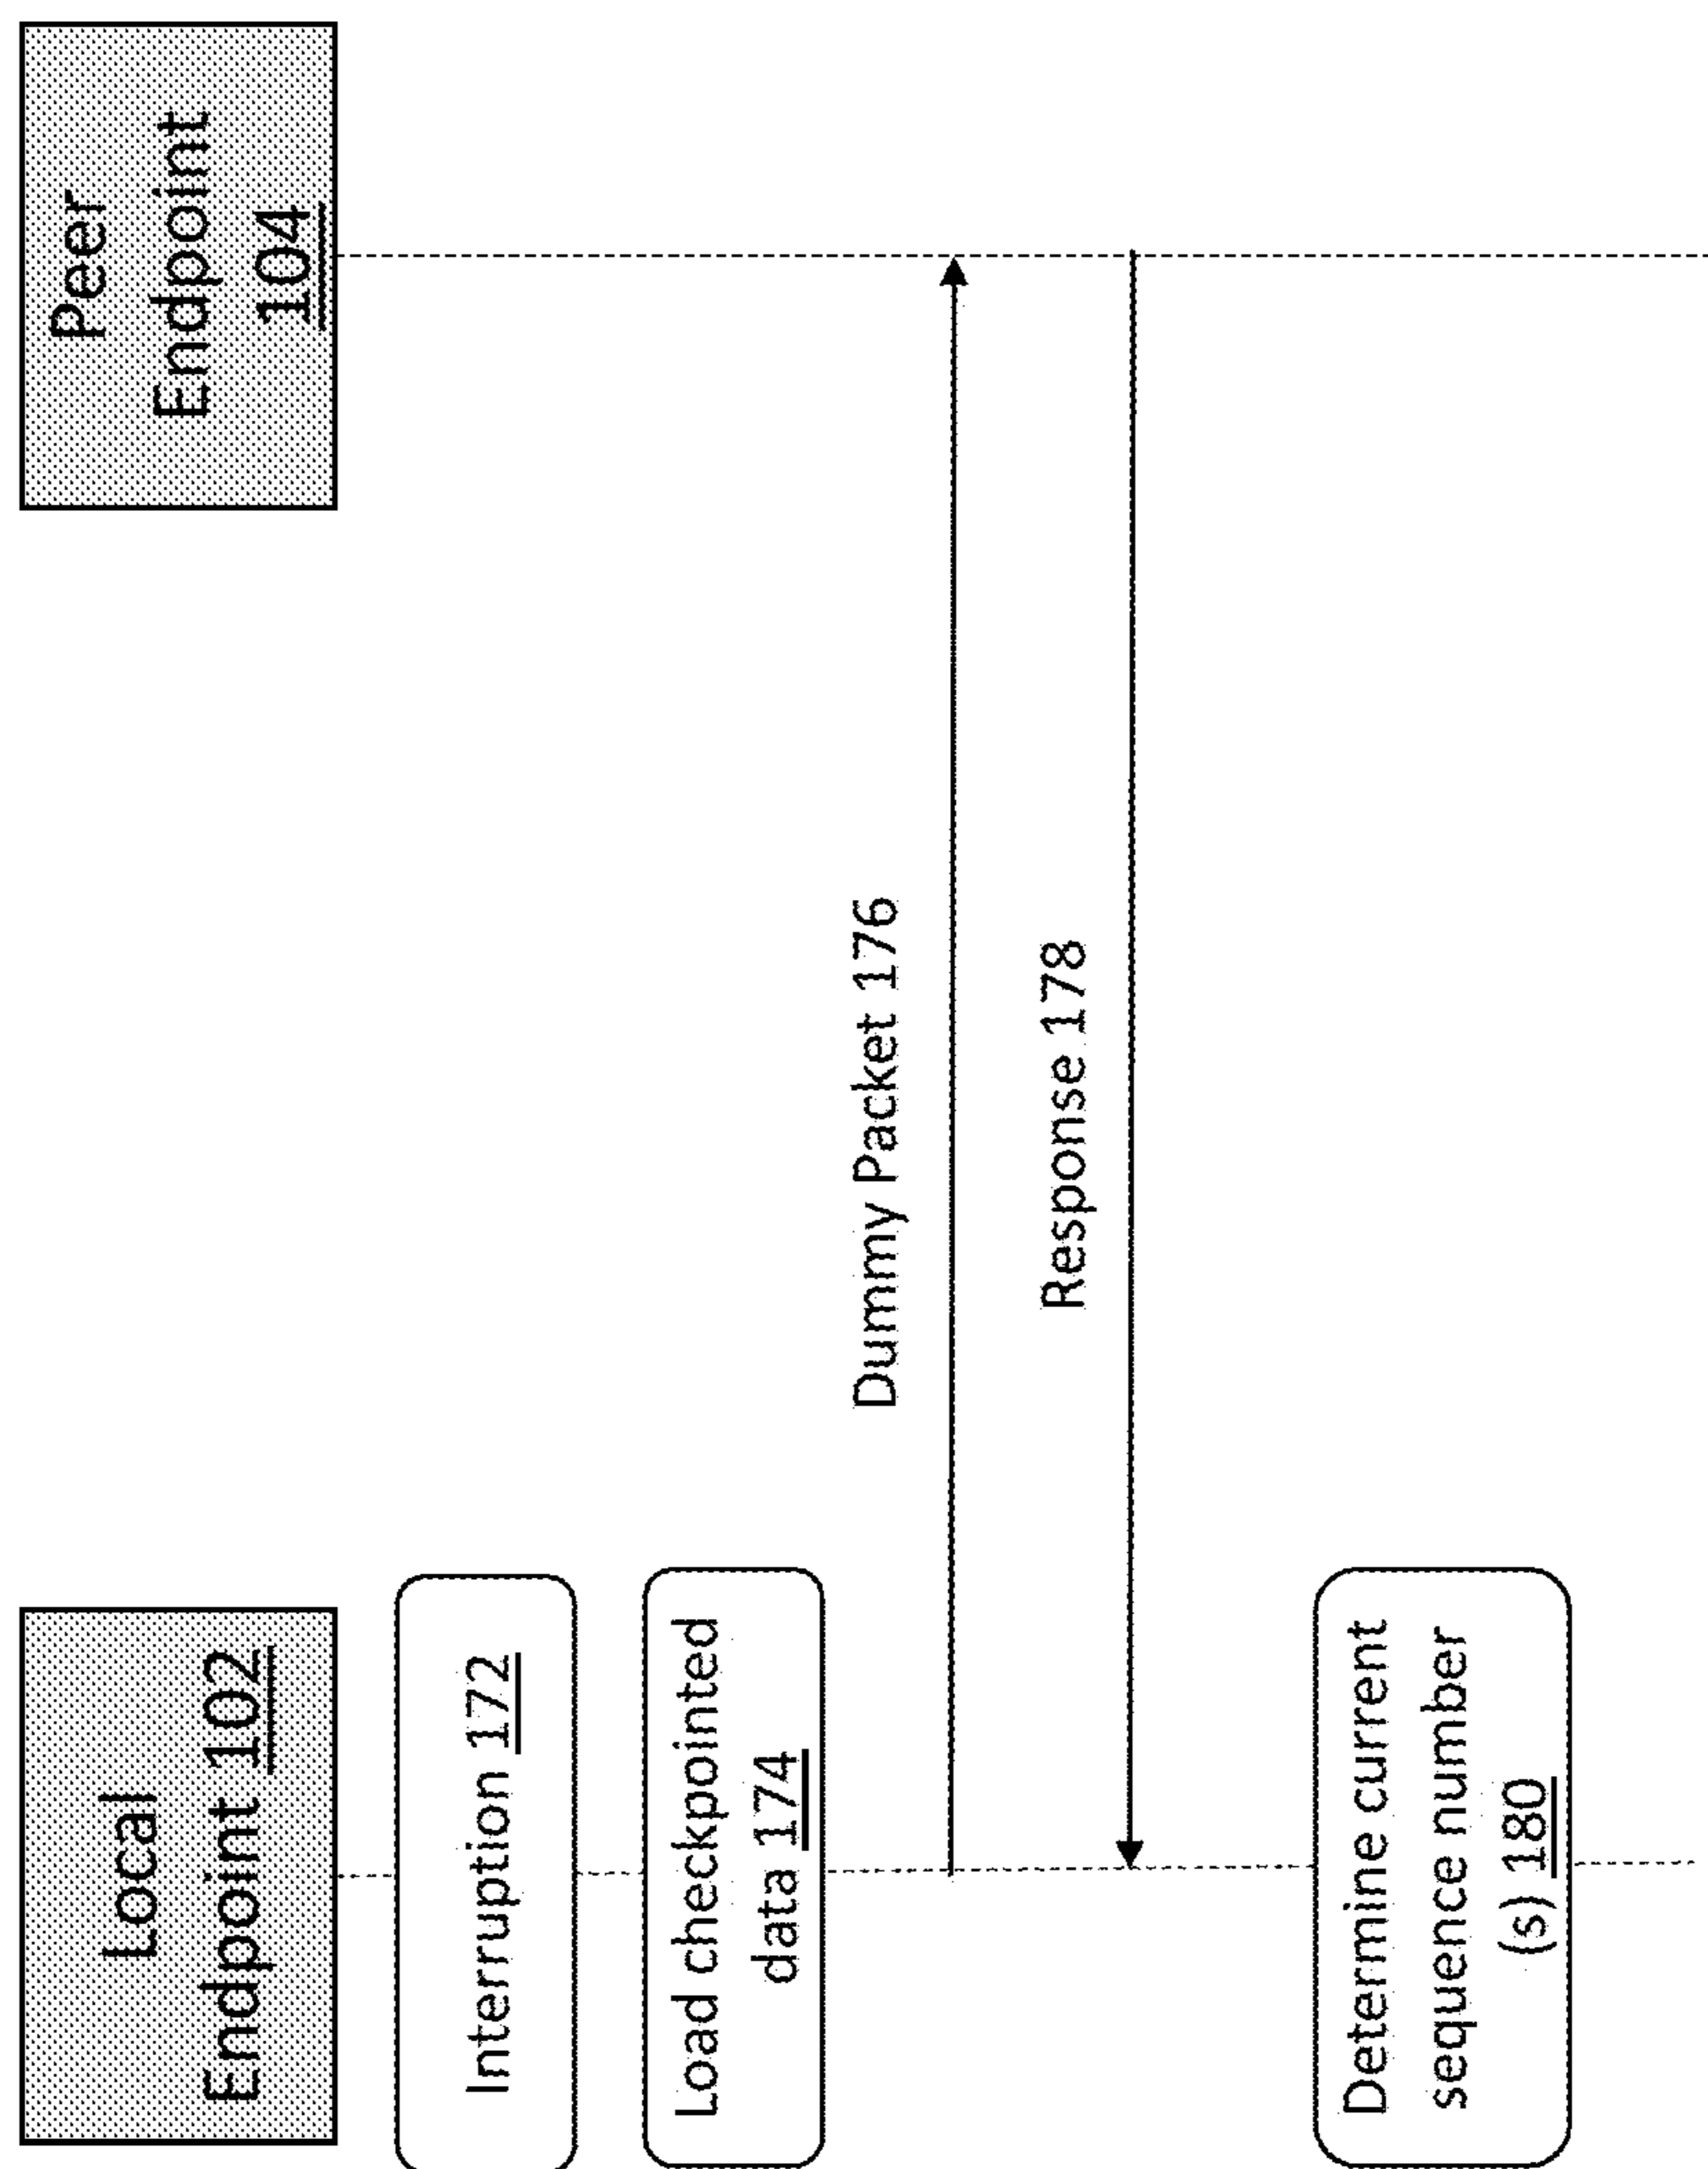 Local
Endpoint 102
Peer
Endpoint
104
Interruption 172
Load checkpointed
data 174
Dummy Packet 176
Response 178
Determine current
sequence number
(s) 180